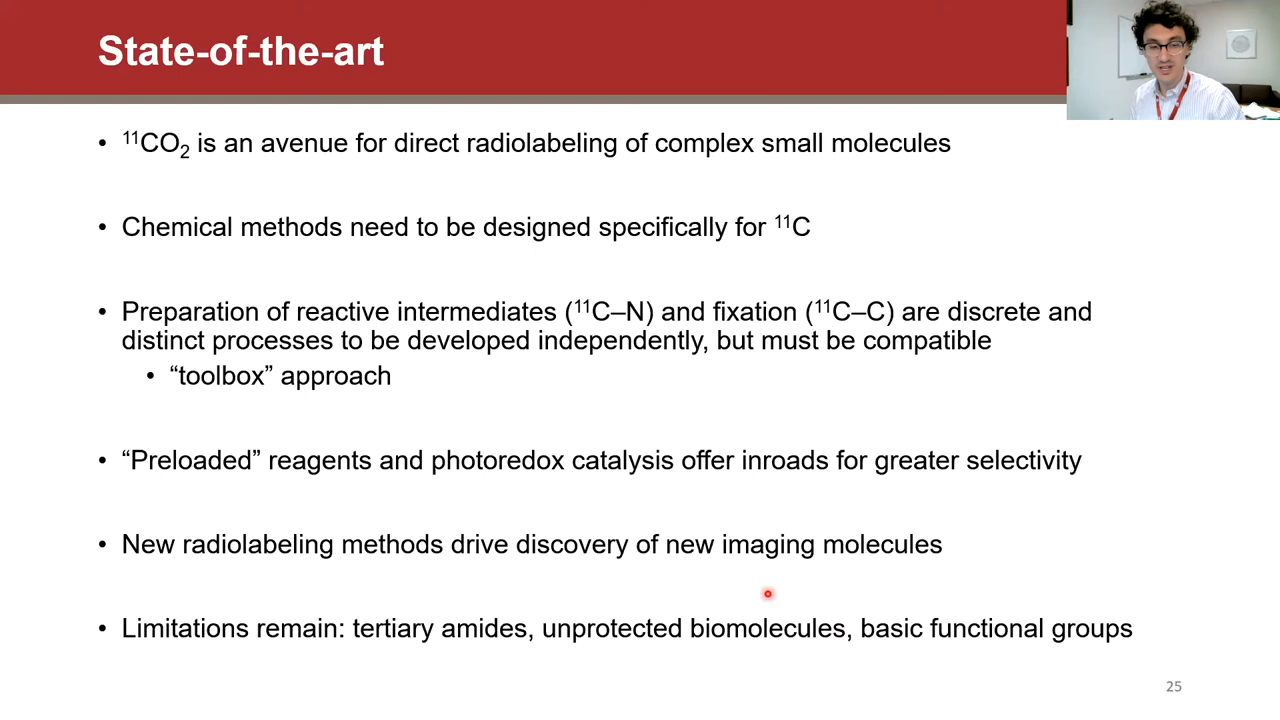 State-of-the-art
• ¹¹CO₂ is an avenue for direct radiolabeling of complex small molecules
• Chemical methods need to be designed specifically for ¹¹C
• Preparation of reactive intermediates (¹¹C–N) and fixation (¹¹C–C) are discrete and
distinct processes to be developed independently, but must be compatible
• “toolbox” approach
• “Preloaded” reagents and photoredox catalysis offer inroads for greater selectivity
• New radiolabeling methods drive discovery of new imaging molecules
• Limitations remain: tertiary amides, unprotected biomolecules, basic functional groups
25